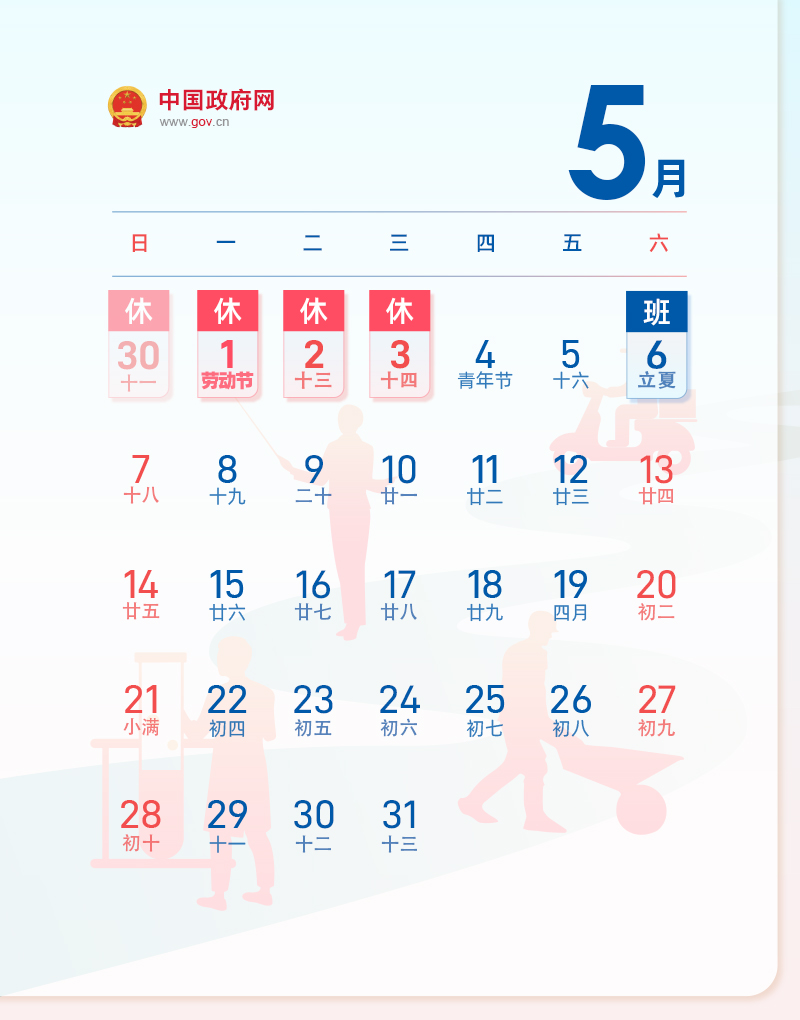 中国政府网
www.gov.cn
5月
日 一 二 三 四 五 六
休 休 休 休 班
30 1 2 3 4 5 6
十一 劳动节 十三 十四 青年节 十六 立夏
7 8 9 10 11 12 13
十八 十九 二十 廿一 廿二 廿三 廿四
14 15 16 17 18 19 20
廿五 廿六 廿七 廿八 廿九 四月 初二
21 22 23 24 25 26 27
小满 初四 初五 初六 初七 初八 初九
28 29 30 31
初十 十一 十二 十三